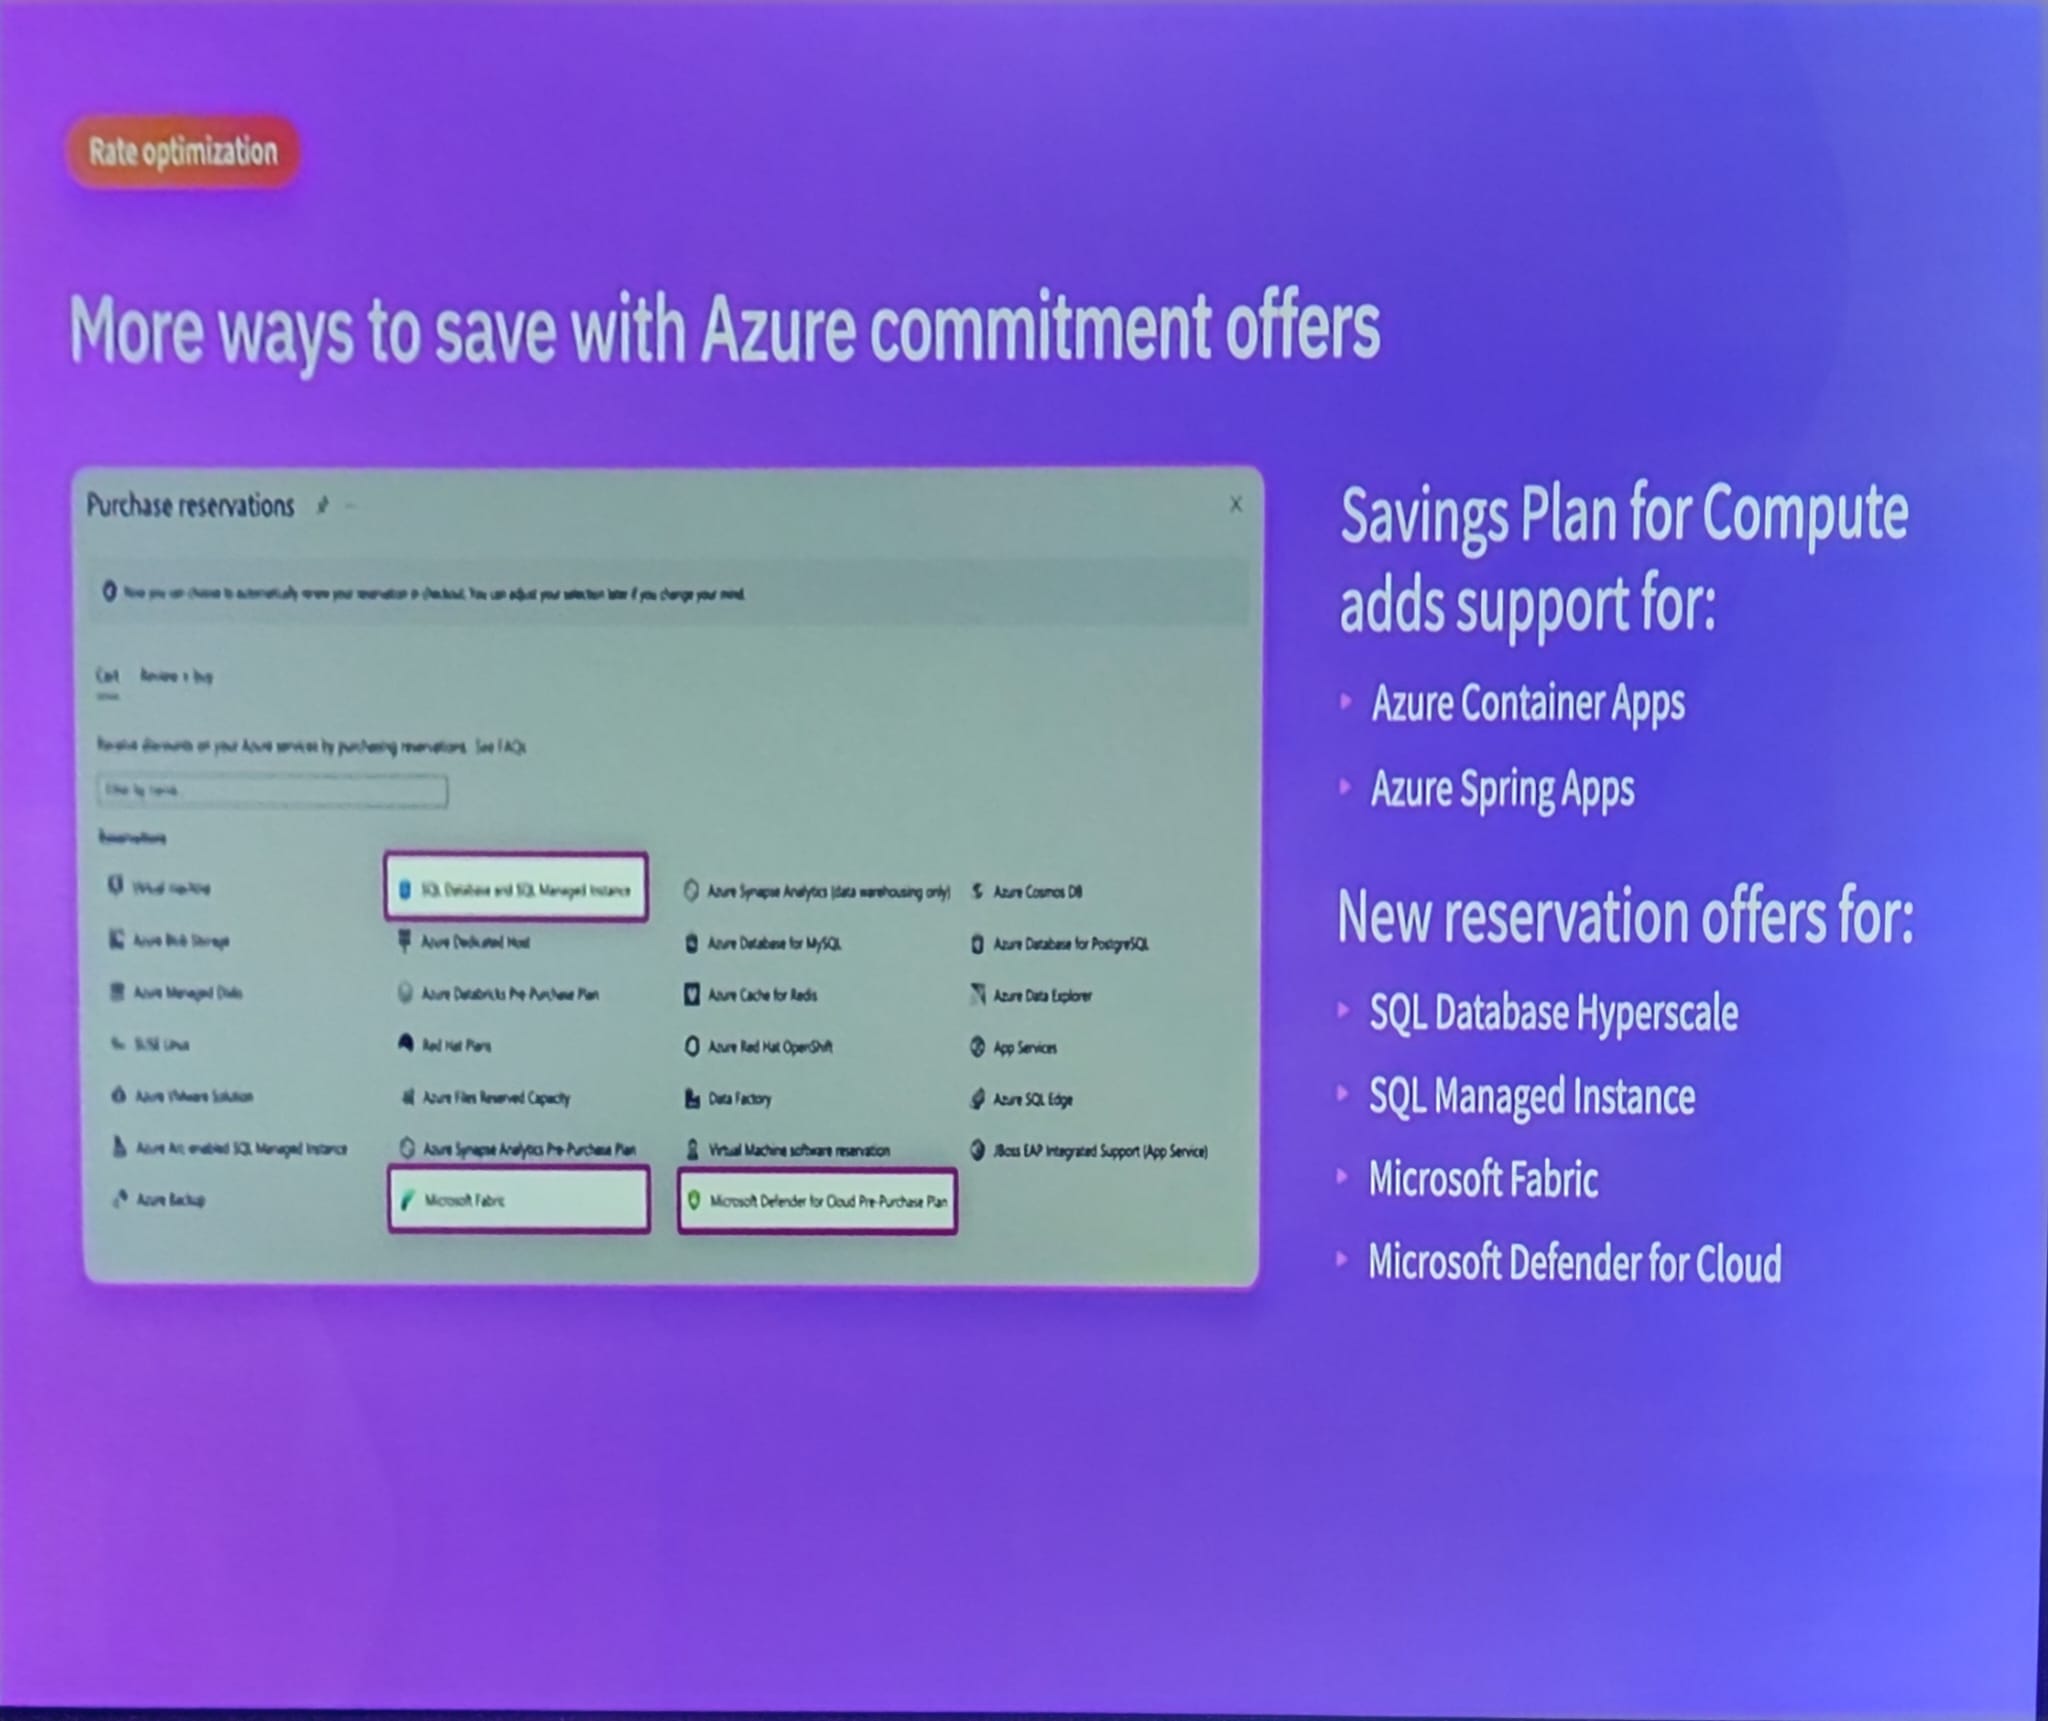 Rate optimization
More ways to save with Azure commitment offers
Purchase reservations
Now you can choose to automatically renew your reservation in checkout. You can adjust your selection later if you change your mind.
Cart Review + buy
Receive discounts on your Azure services by purchasing reservations. See FAQs
Filter by name
Reservations
Virtual machine SQL Database and SQL Managed Instance Azure Synapse Analytics (data warehousing only) Azure Cosmos DB
Azure Blob Storage Azure Dedicated Host Azure Database for MySQL Azure Database for PostgreSQL
Azure Managed Disks Azure Databricks Pre-Purchase Plan Azure Cache for Redis Azure Data Explorer
SUSE Linux Red Hat Plans Azure Red Hat OpenShift App Services
Azure VMware Solution Azure Files Reserved Capacity Data Factory Azure SQL Edge
Azure Arc enabled SQL Managed Instance Azure Synapse Analytics Pre-Purchase Plan Virtual Machine software reservation JBoss EAP Integrated Support (App Service)
Azure Backup Microsoft Fabric Microsoft Defender for Cloud Pre-Purchase Plan
Savings Plan for Compute
adds support for:
Azure Container Apps
Azure Spring Apps
New reservation offers for:
SQL Database Hyperscale
SQL Managed Instance
Microsoft Fabric
Microsoft Defender for Cloud